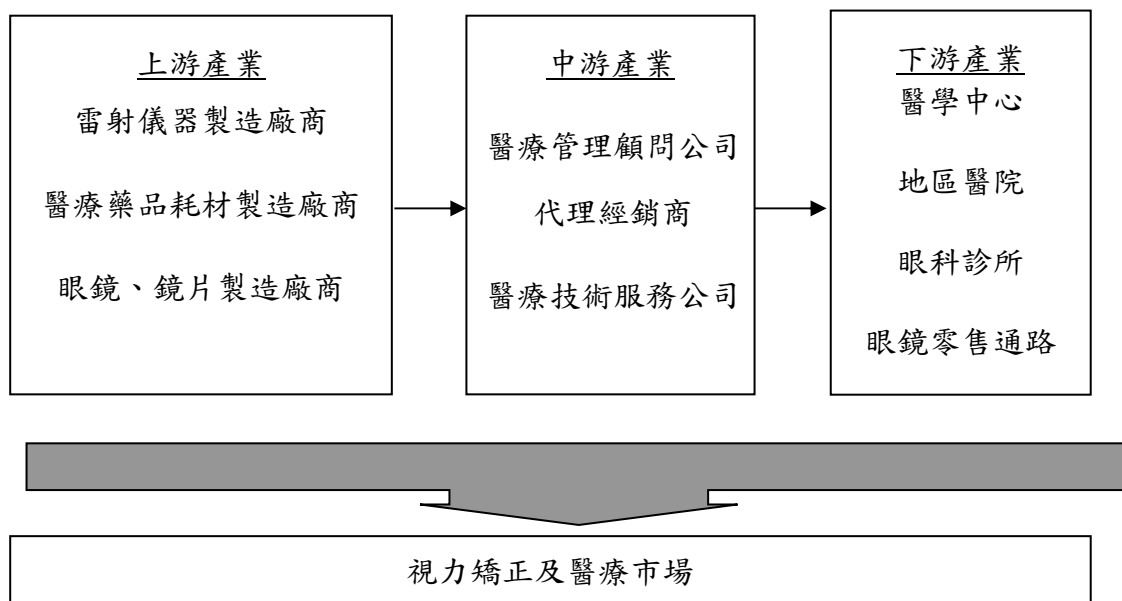 上游產業
雷射儀器製造廠商
醫療藥品耗材製造廠商
眼鏡、鏡片製造廠商
中游產業
醫療管理顧問公司
代理經銷商
醫療技術服務公司
下游產業
醫學中心
地區醫院
眼科診所
眼鏡零售通路
視力矯正及醫療市場